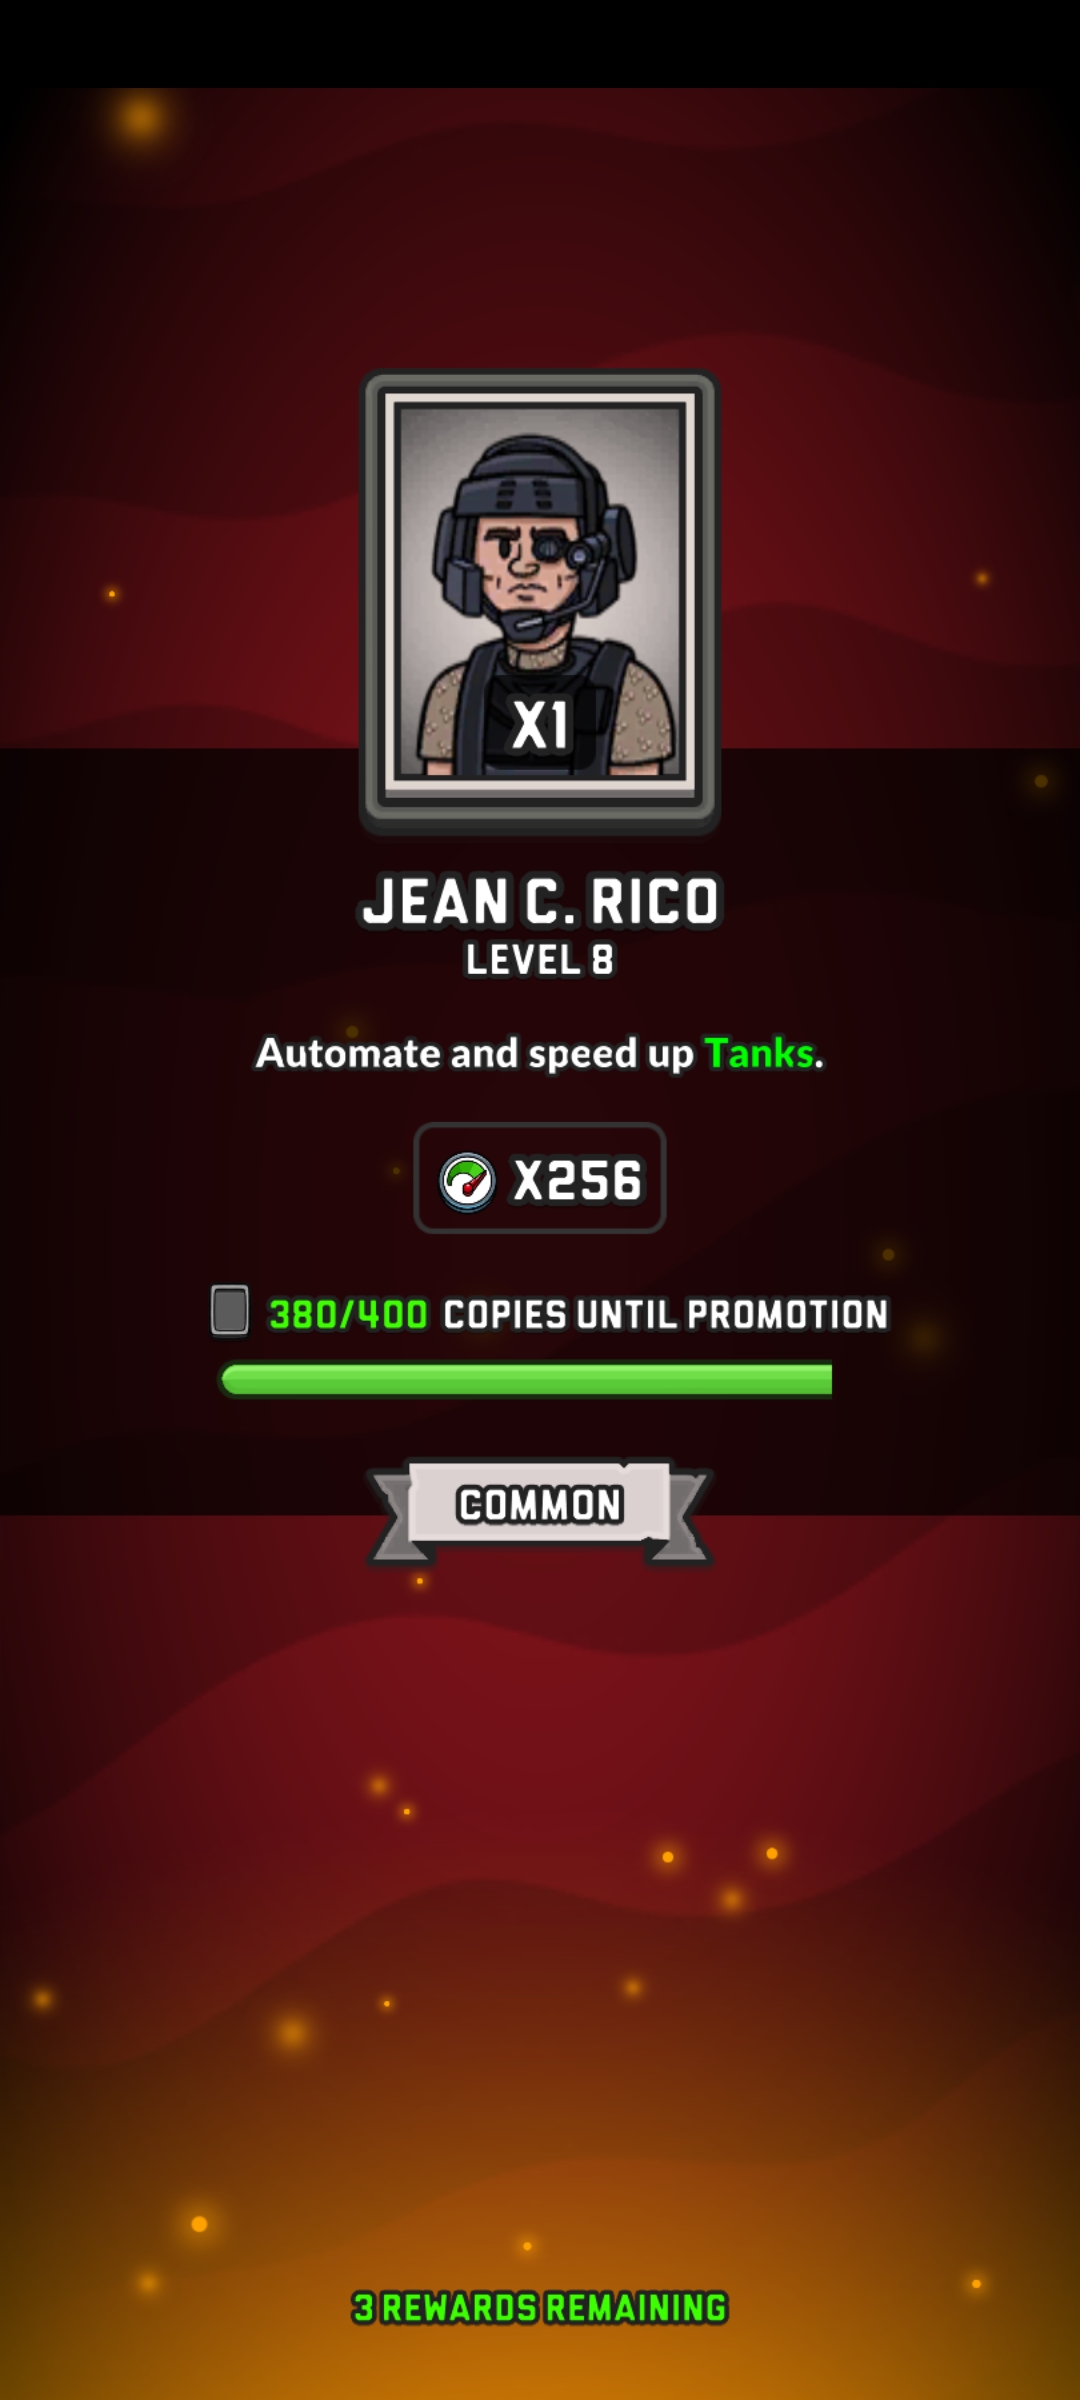 X1
JEAN C. RICO
LEVEL 8
Automate and speed up Tanks.
X256
380/400 COPIES UNTIL PROMOTION
COMMON
3 REWARDS REMAINING